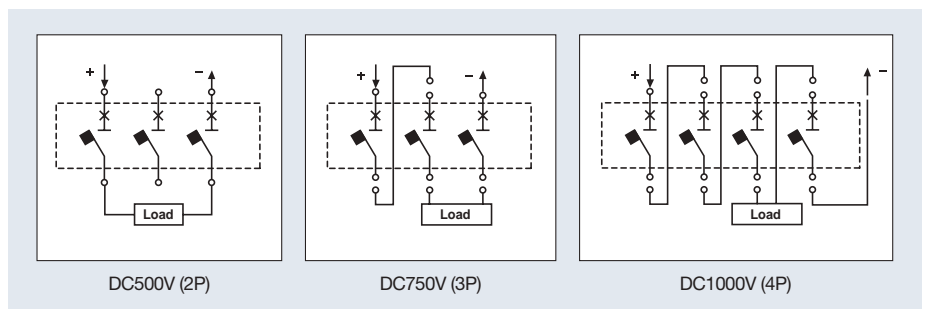 + −
Load
DC500V (2P)
+ −
Load
DC750V (3P)
+ −
Load
DC1000V (4P)